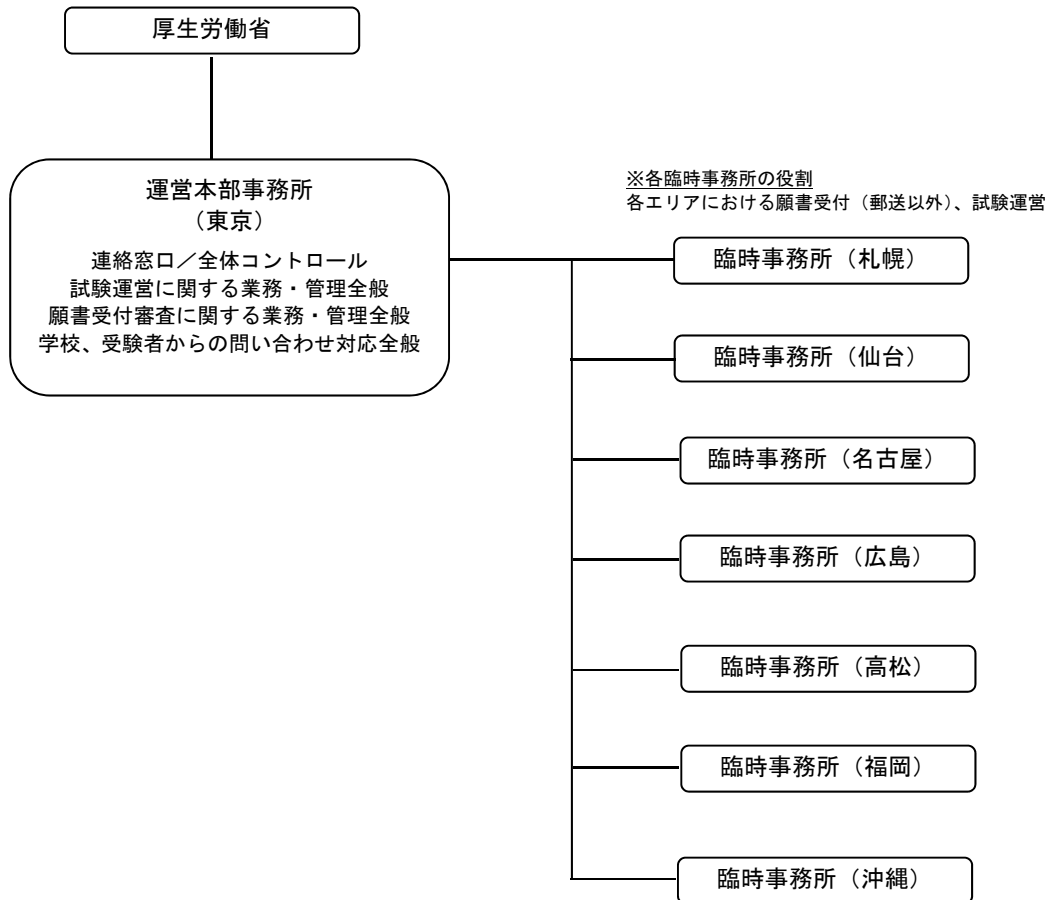 厚生労働省
運営本部事務所
（東京）
連絡窓口／全体コントロール
試験運営に関する業務・管理全般
願書受付審査に関する業務・管理全般
学校、受験者からの問い合わせ対応全般
※各臨時事務所の役割
各エリアにおける願書受付（郵送以外）、試験運営
臨時事務所（札幌）
臨時事務所（仙台）
臨時事務所（名古屋）
臨時事務所（広島）
臨時事務所（高松）
臨時事務所（福岡）
臨時事務所（沖縄）